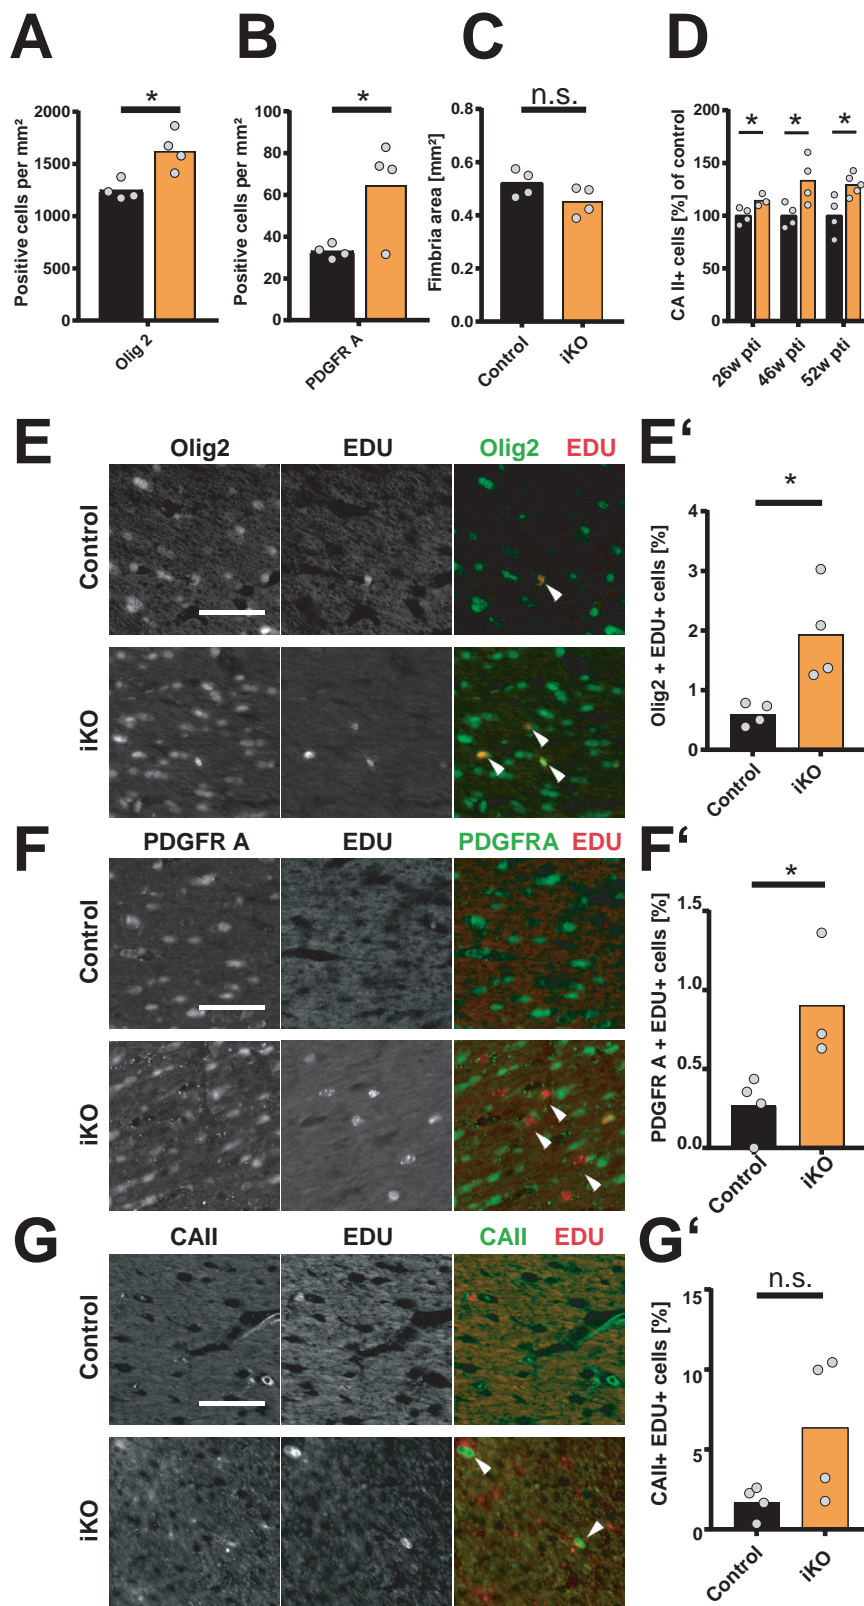 A
B
C
D
Positive cells per mm²
2000
1500
1000
500
0
*
Olig 2
Positive cells per mm²
100
80
60
40
20
0
*
PDGFR A
Fimbria area [mm²]
0.8
0.6
0.4
0.2
0.0
n.s.
Control
iKO
CA II+ cells [%] of control
200
150
100
50
0
* * *
26w pti
46w pti
52w pti
E
Olig2
EDU
Olig2 EDU
Control
iKO
E‘
Olig2 + EDU+ cells [%]
4
3
2
1
0
*
Control
iKO
F
PDGFR A
EDU
PDGFRA EDU
Control
iKO
F‘
PDGFR A + EDU+ cells [%]
1.5
1.0
0.5
0.0
*
Control
iKO
G
CAII
EDU
CAII EDU
Control
iKO
G‘
CAII+ EDU+ cells [%]
15
10
5
0
n.s.
Control
iKO